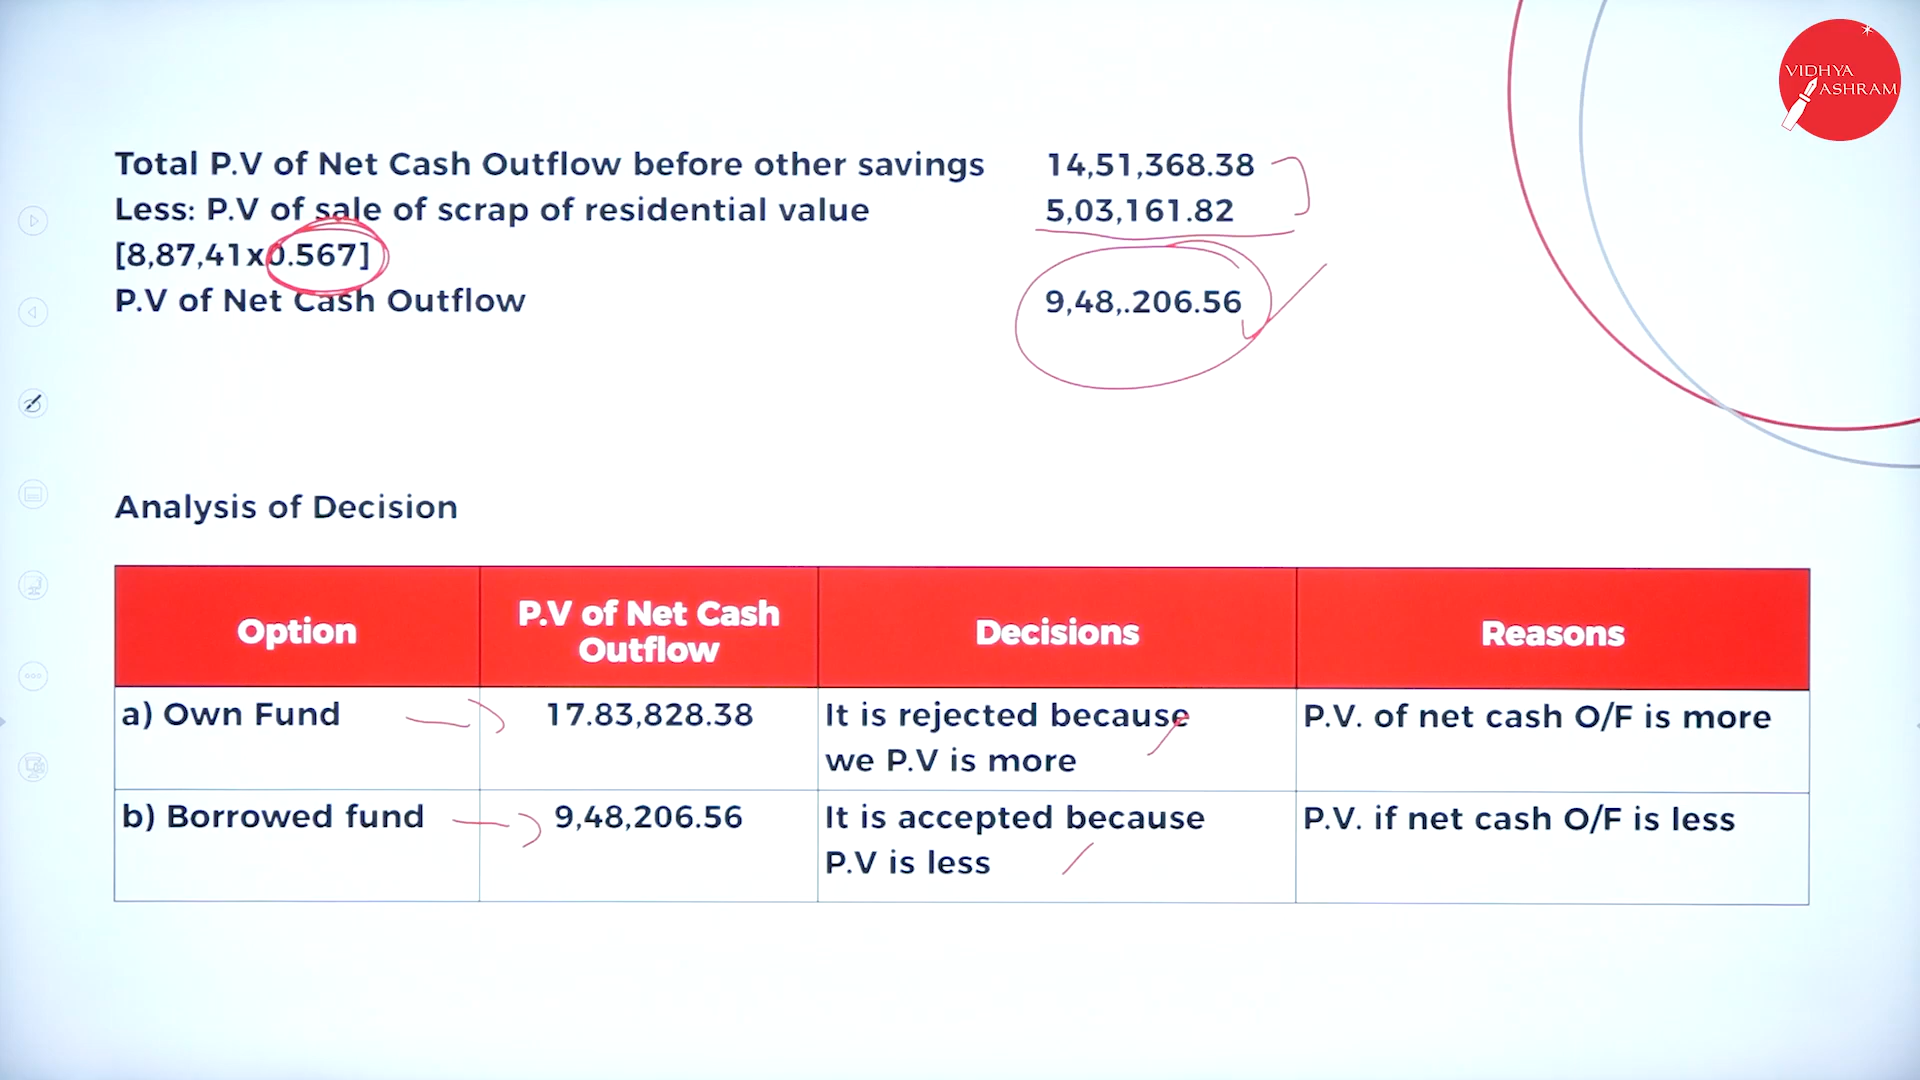 VIDHYA
ASHRAM
Total P.V of Net Cash Outflow before other savings 14,51,368.38
Less: P.V of sale of scrap of residential value 5,03,161.82
[8,87,41x0.567]
P.V of Net Cash Outflow 9,48,.206.56
Analysis of Decision
Option
P.V of Net Cash
Outflow
Decisions
Reasons
a) Own Fund
17.83,828.38
It is rejected because
we P.V is more
P.V. of net cash O/F is more
b) Borrowed fund
9,48,206.56
It is accepted because
P.V is less
P.V. if net cash O/F is less